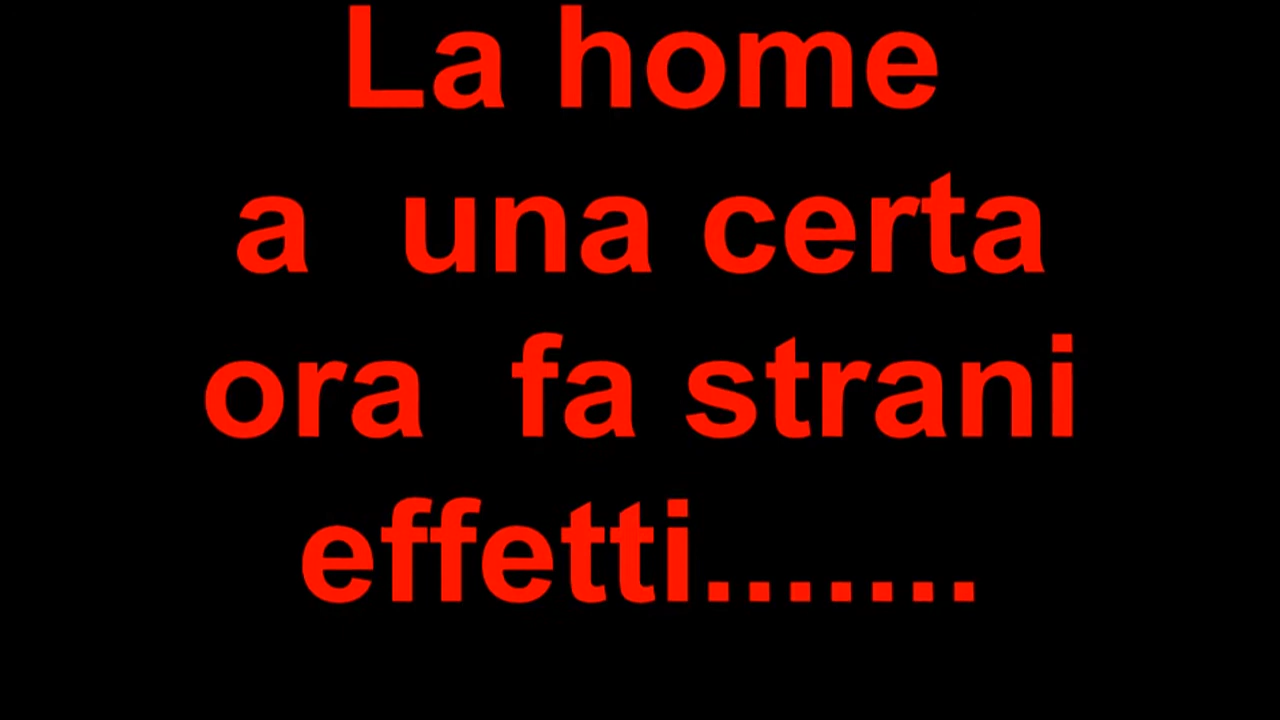 La home
a  una certa
ora  fa strani
effetti.......